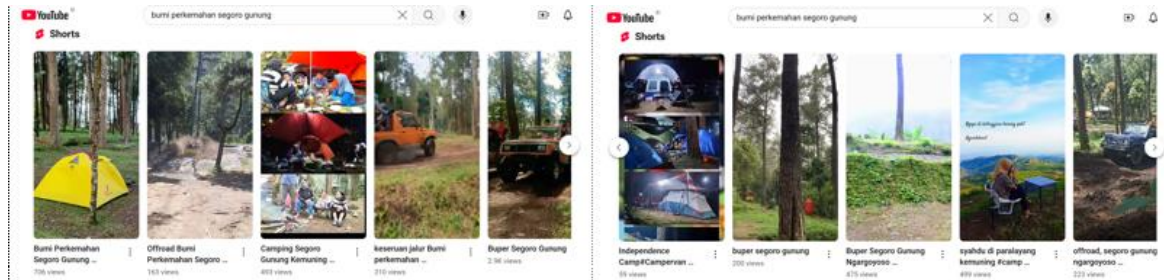 YouTube ID
bumi perkemahan segoro gunung
Shorts
Bumi Perkemahan
Segoro Gunung ...
706 views
Offroad Bumi
Perkemahan Segoro ...
163 views
Camping Segoro
Gunung Kemuning ...
493 views
keseruan jalur Bumi
perkemahan ...
310 views
Buper Segoro Gunung
2.9K views
YouTube ID
bumi perkemahan segoro gunung
Shorts
Independence
Camp#Campervan ...
59 views
buper segoro gunung
200 views
Buper Segoro Gunung
Ngargoyoso ...
475 views
syahdu di paralayang
kemuning #camp ...
499 views
offroad, segoro gunung
ngargoyoso ...
223 views